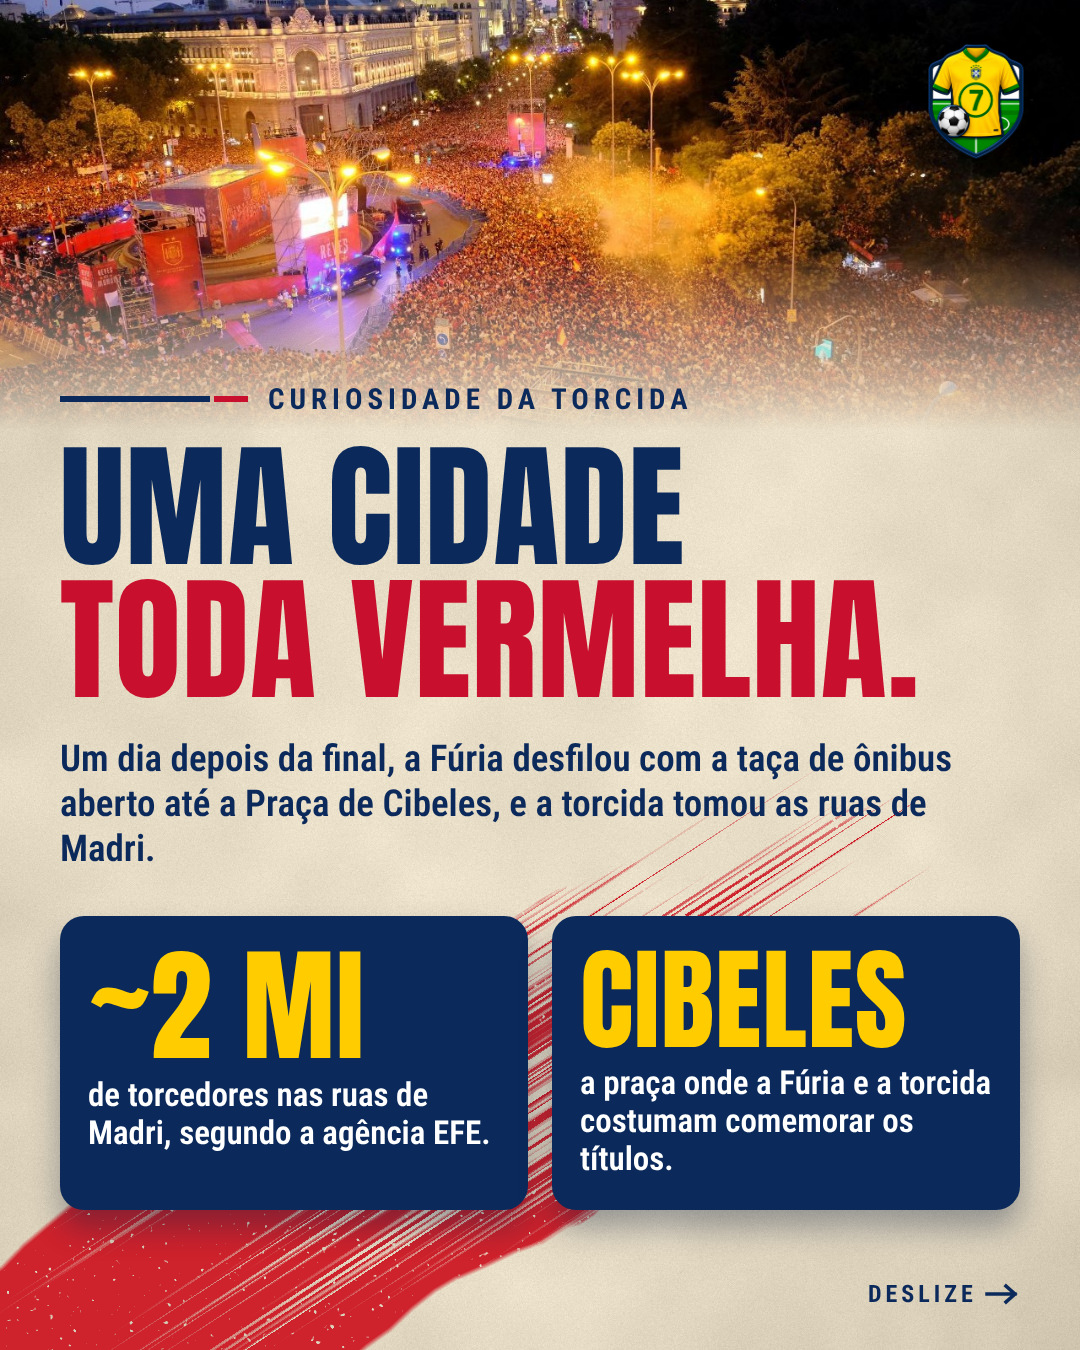 7
REYES
CURIOSIDADE DA TORCIDA
UMA CIDADE
TODA VERMELHA.
Um dia depois da final, a Fúria desfilou com a taça de ônibus
aberto até a Praça de Cibeles, e a torcida tomou as ruas de
Madri.
~2 MI
de torcedores nas ruas de
Madri, segundo a agência EFE.
CIBELES
a praça onde a Fúria e a torcida
costumam comemorar os
títulos.
DESLIZE